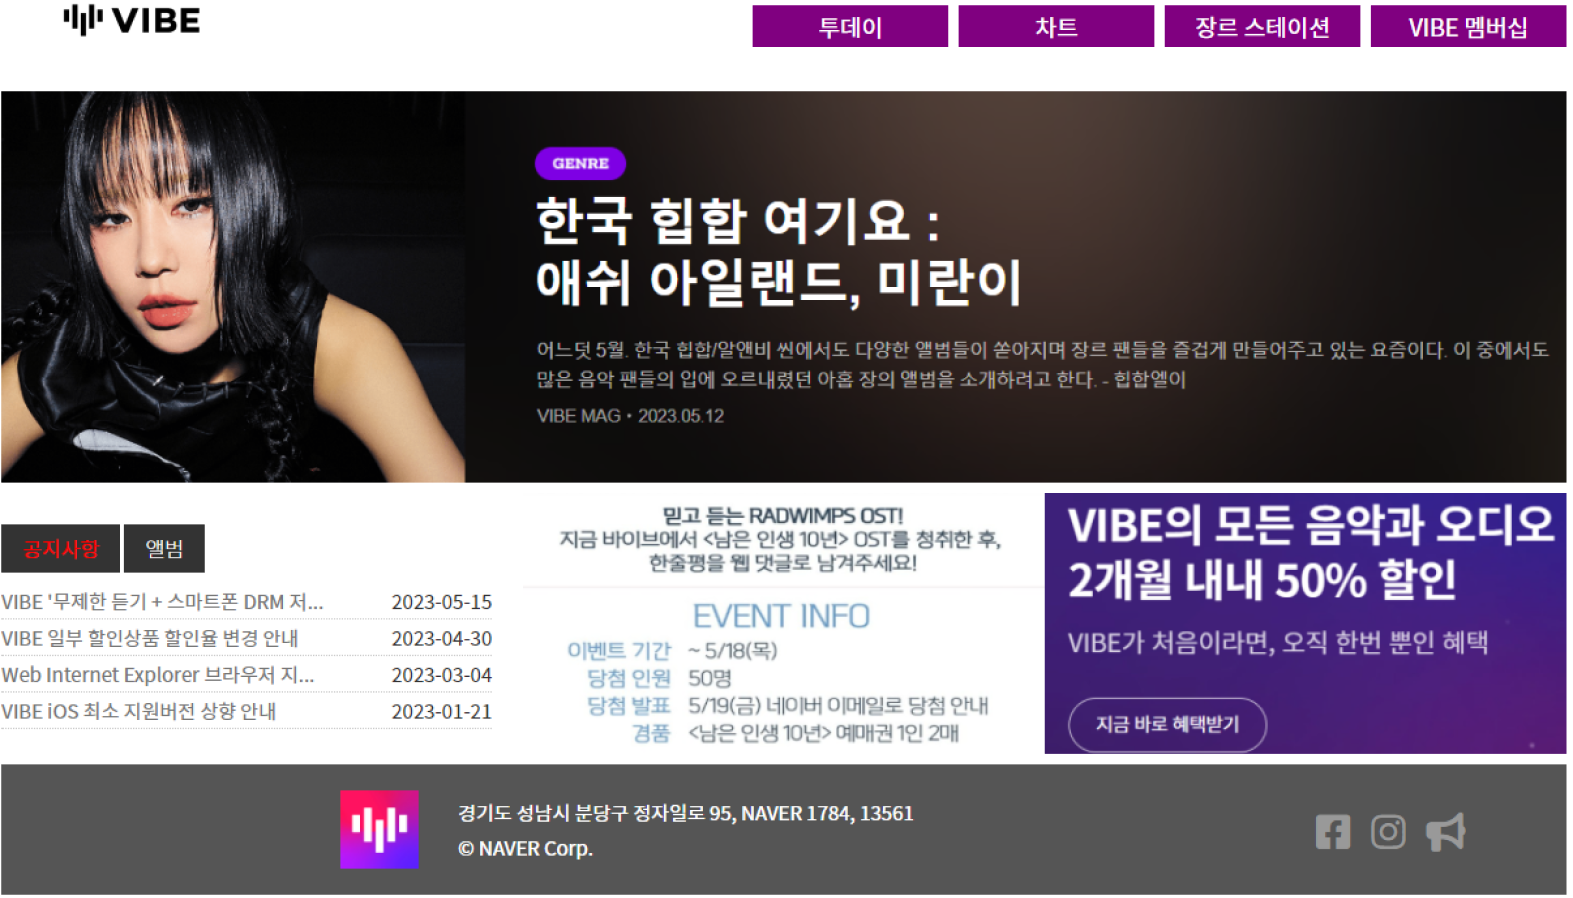 VIBE
투데이
차트
장르 스테이션
VIBE 멤버십
GENRE
한국 힙합 여기요 :
애쉬 아일랜드, 미란이
어느덧 5월. 한국 힙합/알앤비 씬에서도 다양한 앨범들이 쏟아지며 장르 팬들을 즐겁게 만들어주고 있는 요즘이다. 이 중에서도
많은 음악 팬들의 입에 오르내렸던 아홉 장의 앨범을 소개하려고 한다. - 힙합엘이
VIBE MAG • 2023.05.12
공지사항
앨범
VIBE '무제한 듣기 + 스마트폰 DRM 저... 2023-05-15
VIBE 일부 할인상품 할인율 변경 안내 2023-04-30
Web Internet Explorer 브라우저 지... 2023-03-04
VIBE iOS 최소 지원버전 상향 안내 2023-01-21
믿고 듣는 RADWIMPS OST!
지금 바이브에서 <남은 인생 10년> OST를 청취한 후,
한줄평을 웹 댓글로 남겨주세요!
EVENT INFO
이벤트 기간 ~ 5/18(목)
당첨 인원 50명
당첨 발표 5/19(금) 네이버 이메일로 당첨 안내
경품 <남은 인생 10년> 예매권 1인 2매
VIBE의 모든 음악과 오디오
2개월 내내 50% 할인
VIBE가 처음이라면, 오직 한번 뿐인 혜택
지금 바로 혜택받기
경기도 성남시 분당구 정자일로 95, NAVER 1784, 13561
© NAVER Corp.